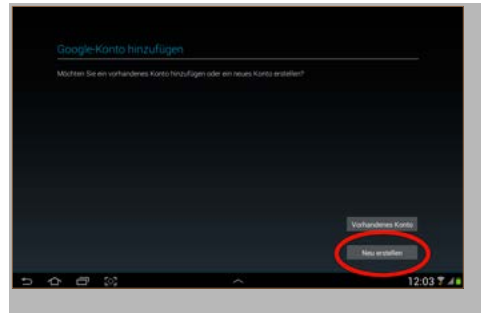 Google-Konto hinzufügen
Möchten Sie ein vorhandenes Konto hinzufügen oder ein neues Konto erstellen?
Vorhandenes Konto
Neu erstellen
12:03